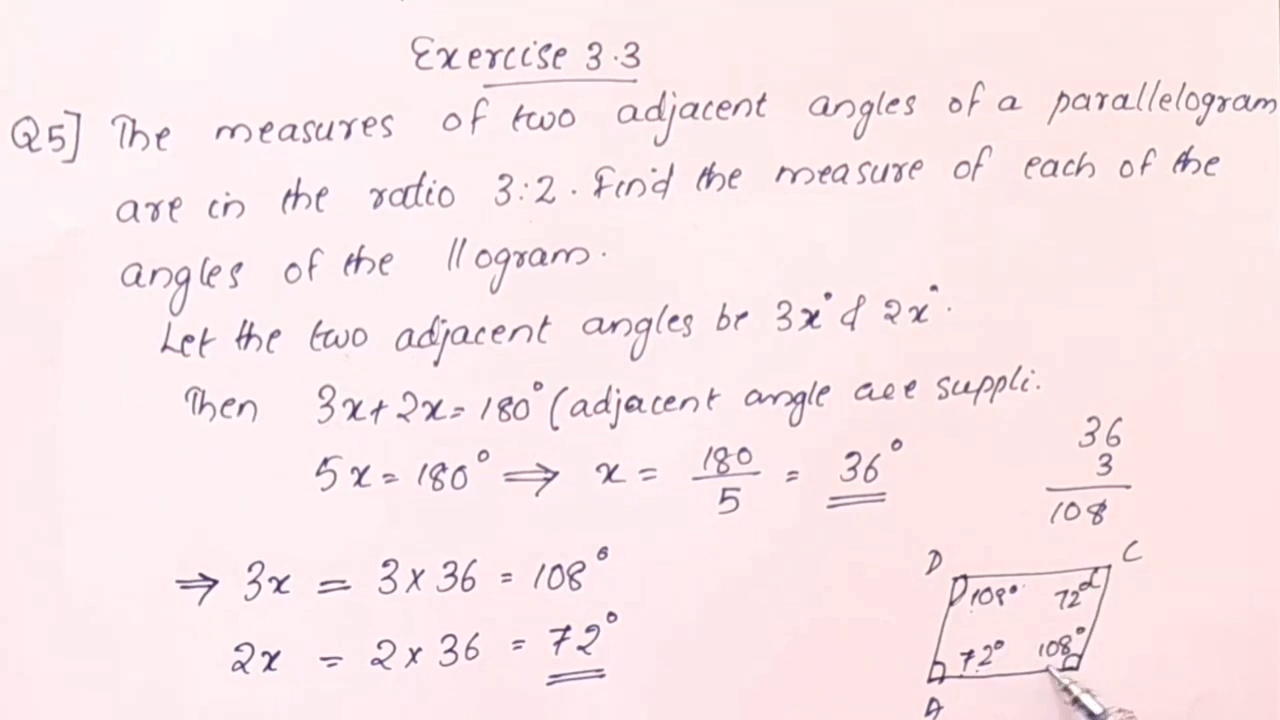 Exercise 3.3
Q5] The measures of two adjacent angles of a parallelogram
are in the ratio 3:2. Find the measure of each of the
angles of the ||ogram.
Let the two adjacent angles be 3x° & 2x°.
Then 3x+2x=180° (adjacent angle are suppli.
5x=180° ⟹ x = 180/5 = 36°
36
3
108
⇒ 3x = 3×36 = 108°
2x = 2×36 = 72°
D C
108° 72°
72° 108°
A